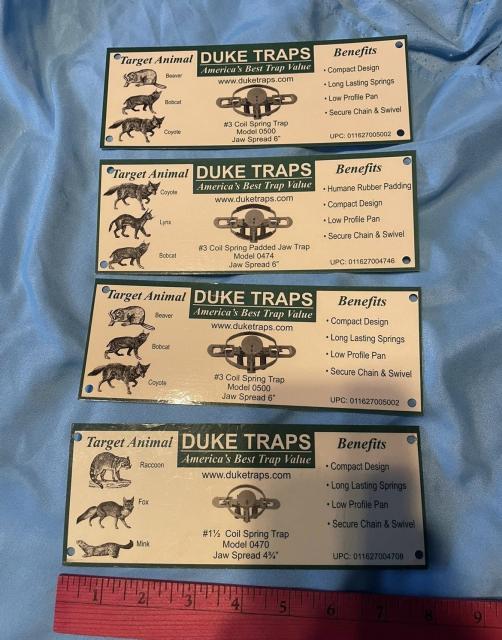 Target Animal
Beaver
Bobcat
Coyote
DUKE TRAPS
America's Best Trap Value
www.duketraps.com
#3 Coil Spring Trap
Model 0500
Jaw Spread 6"
Benefits
• Compact Design
• Long Lasting Springs
• Low Profile Pan
• Secure Chain & Swivel
UPC: 011627005002
Target Animal
Coyote
Lynx
Bobcat
DUKE TRAPS
America's Best Trap Value
www.duketraps.com
#3 Coil Spring Padded Jaw Trap
Model 0474
Jaw Spread 6"
Benefits
• Humane Rubber Padding
• Compact Design
• Low Profile Pan
• Secure Chain & Swivel
UPC: 011627004746
Target Animal
Beaver
Bobcat
Coyote
DUKE TRAPS
America's Best Trap Value
www.duketraps.com
#3 Coil Spring Trap
Model 0500
Jaw Spread 6"
Benefits
• Compact Design
• Long Lasting Springs
• Low Profile Pan
• Secure Chain & Swivel
UPC: 011627005002
Target Animal
Raccoon
Fox
Mink
DUKE TRAPS
America's Best Trap Value
www.duketraps.com
#1½ Coil Spring Trap
Model 0470
Jaw Spread 4¾"
Benefits
• Compact Design
• Long Lasting Springs
• Low Profile Pan
• Secure Chain & Swivel
UPC: 011627004708
1 2 3 4 5 6 7 8 9